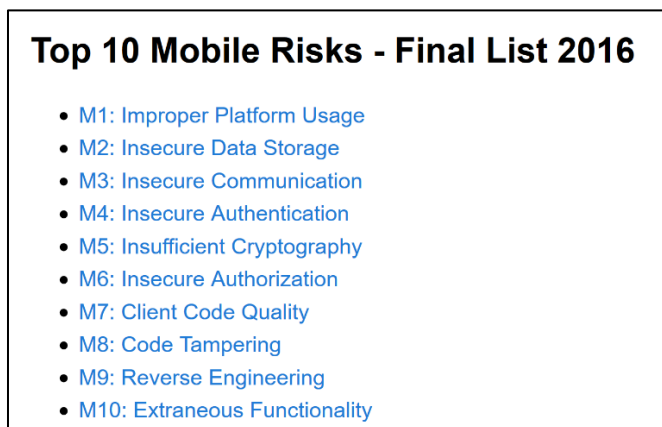 Top 10 Mobile Risks - Final List 2016
• M1: Improper Platform Usage
• M2: Insecure Data Storage
• M3: Insecure Communication
• M4: Insecure Authentication
• M5: Insufficient Cryptography
• M6: Insecure Authorization
• M7: Client Code Quality
• M8: Code Tampering
• M9: Reverse Engineering
• M10: Extraneous Functionality